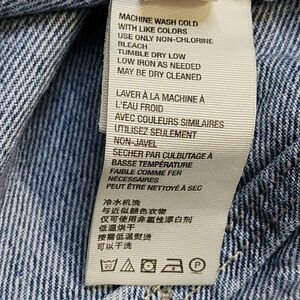 MACHINE WASH COLD
WITH LIKE COLORS
USE ONLY NON-CHLORINE
BLEACH
TUMBLE DRY LOW
LOW IRON AS NEEDED
MAY BE DRY CLEANED
LAVER À LA MACHINE À
L'EAU FROID
AVEC COULEURS SIMILAIRES
UTILISEZ SEULEMENT
NON-JAVEL
SECHER PAR CULBUTAGE À
BASSE TEMPÉRATURE
FAIBLE COMME FER
NÉCESSAIRES
PEUT ÊTRE NETTOYÉ À SEC
冷水机洗
与近似颜色衣物
仅可使用非氯性漂白剂
低温烘干
按需低温熨烫
可以干洗